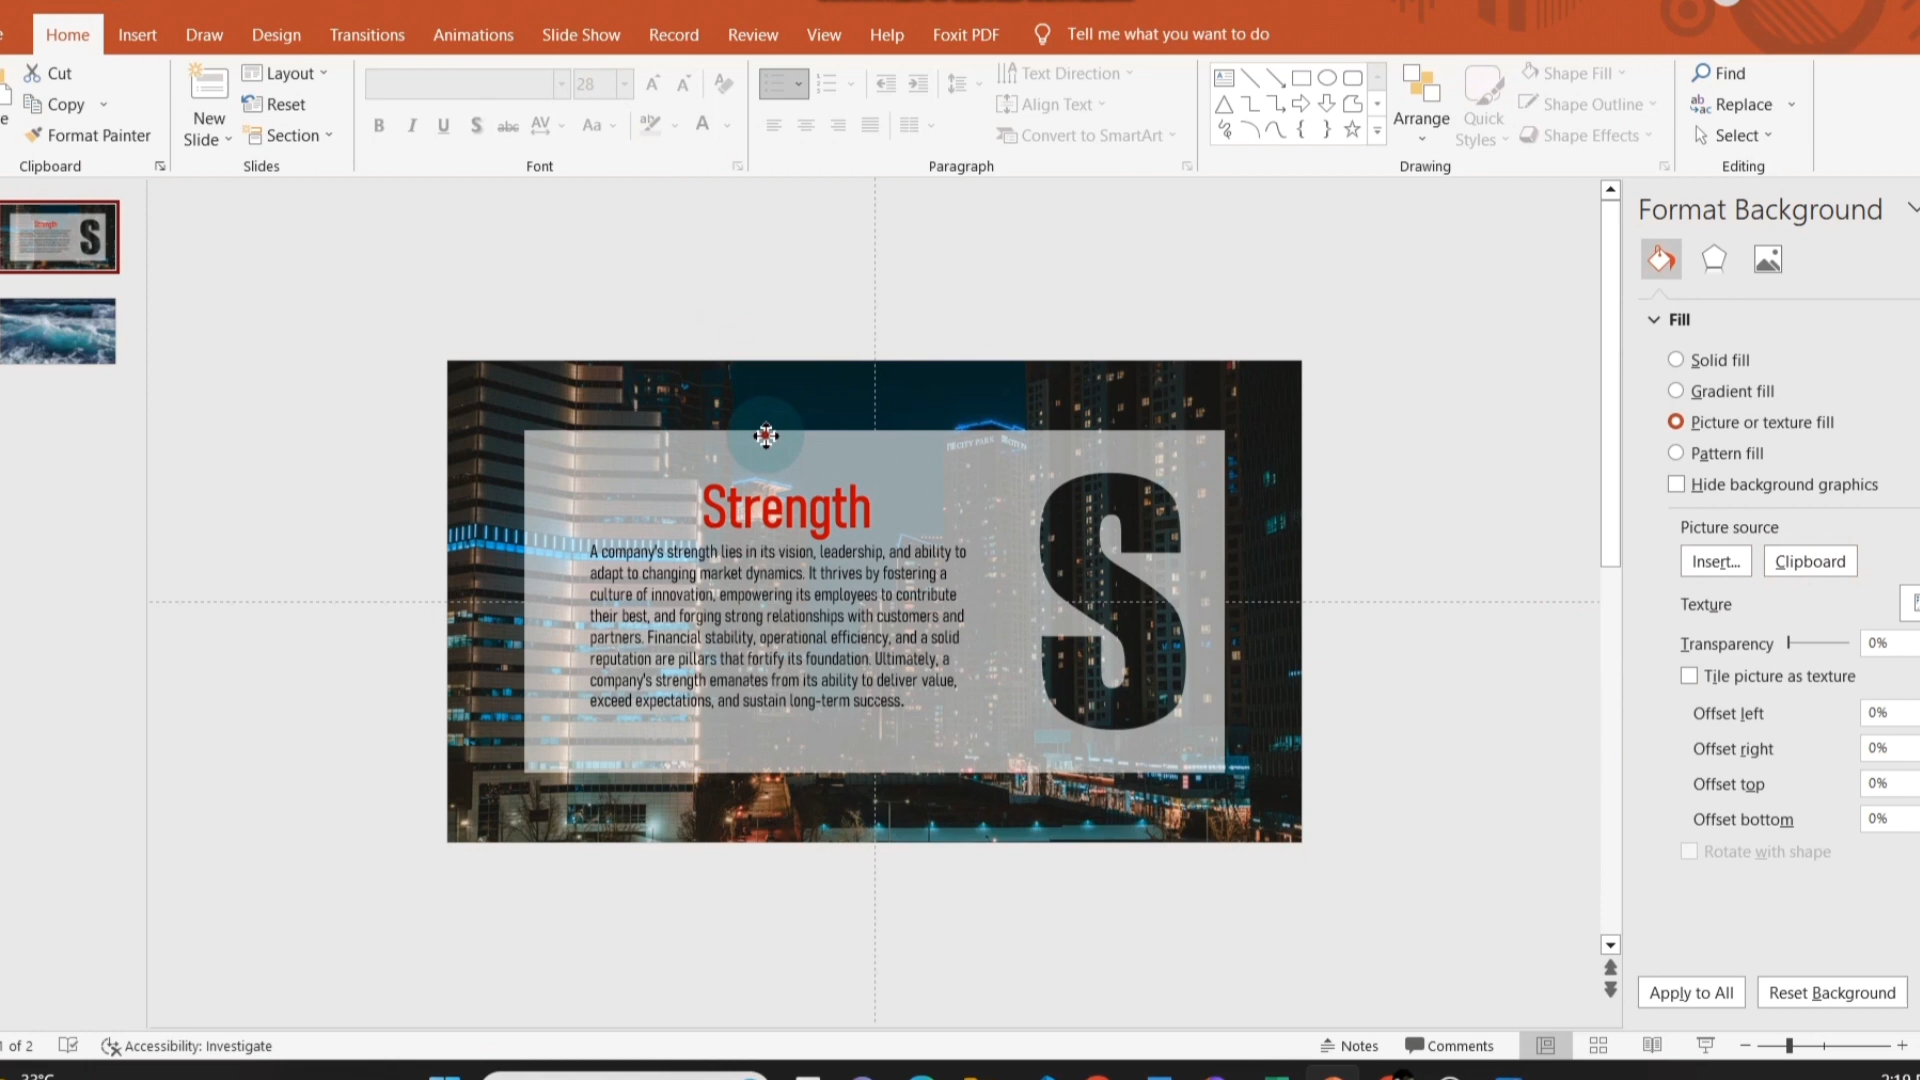 Home Insert Draw Design Transitions Animations Slide Show Record Review View Help Foxit PDF Tell me what you want to do
Cut
Copy
Format Painter
Clipboard
New
Slide
Layout
Reset
Section
Slides
28
Font
Text Direction
Align Text
Convert to SmartArt
Paragraph
Arrange
Quick
Styles
Shape Fill
Shape Outline
Shape Effects
Drawing
Find
Replace
Select
Editing
Strength
S
Strength
A company's strength lies in its vision, leadership, and ability to
adapt to changing market dynamics. It thrives by fostering a
culture of innovation, empowering its employees to contribute
their best, and forging strong relationships with customers and
partners. Financial stability, operational efficiency, and a solid
reputation are pillars that fortify its foundation. Ultimately, a
company's strength emanates from its ability to deliver value,
exceed expectations, and sustain long-term success.
S
Format Background
Fill
Solid fill
Gradient fill
Picture or texture fill
Pattern fill
Hide background graphics
Picture source
Insert... Clipboard
Texture
Transparency 0%
Tile picture as texture
Offset left 0%
Offset right 0%
Offset top 0%
Offset bottom 0%
Rotate with shape
Apply to All Reset Background
1 of 2 Accessibility: Investigate Notes Comments